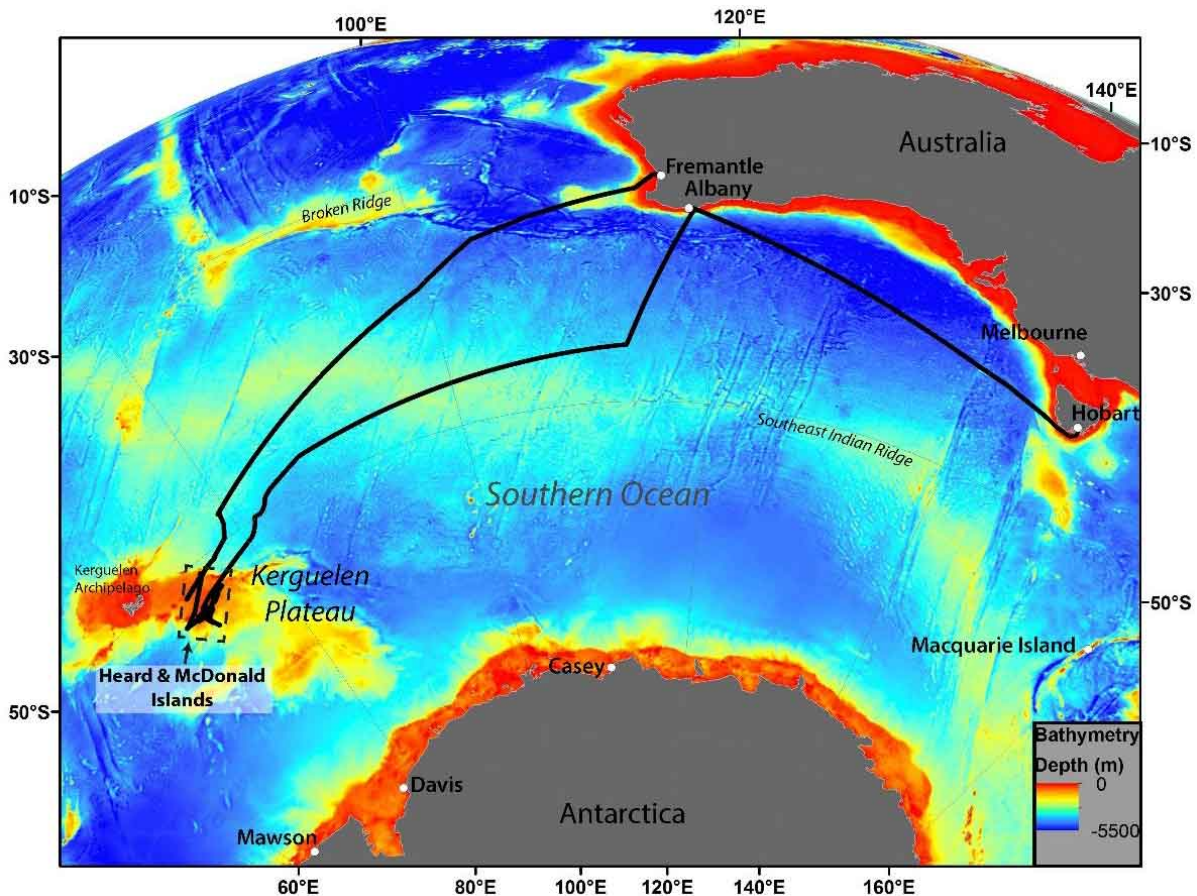 100°E
120°E
140°E
10°S
10°S
30°S
30°S
50°S
50°S
Australia
Fremantle
Albany
Broken Ridge
Melbourne
Hobart
Southeast Indian Ridge
Southern Ocean
Kerguelen
Archipelago
Kerguelen
Plateau
Heard & McDonald
Islands
Macquarie Island
Casey
Davis
Antarctica
Mawson
Bathymetry
Depth (m)
0
-5500
60°E
80°E
100°E
120°E
140°E
160°E